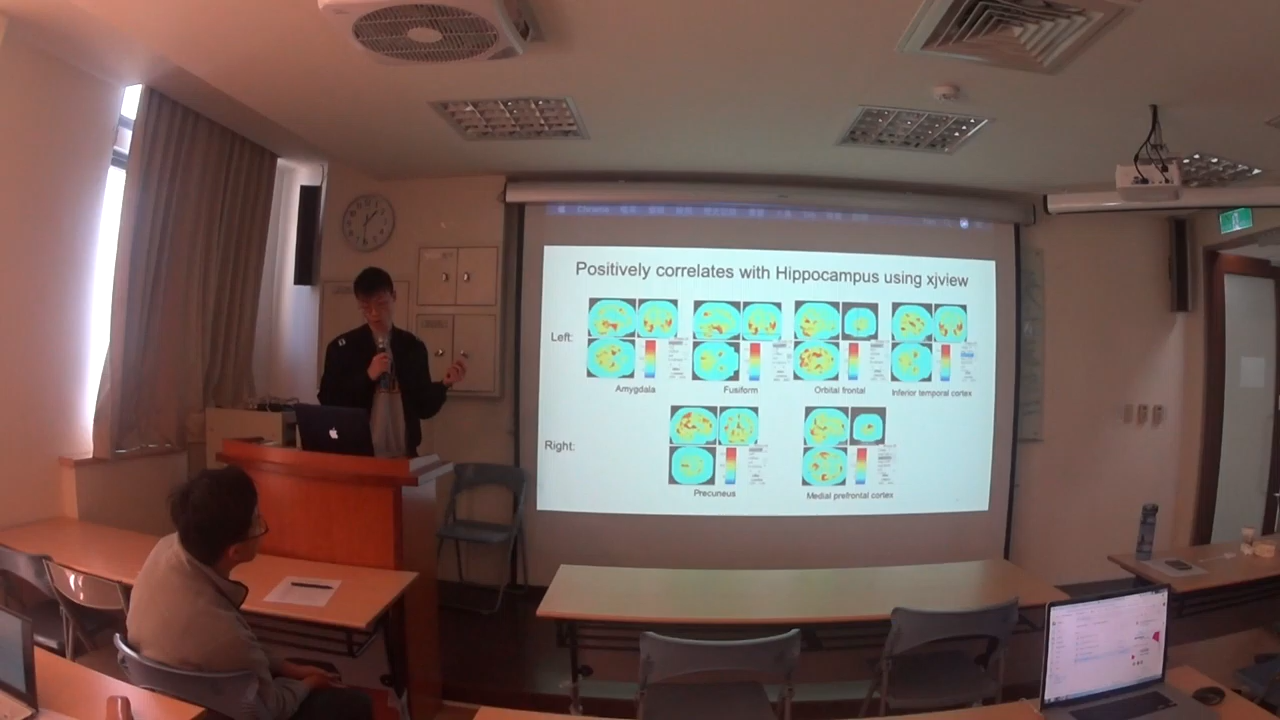 Chrome
Positively correlates with Hippocampus using xjview
Left:
Amygdala
Fusiform
Orbital frontal
Inferior temporal cortex
Right:
Precuneus
Medial prefrontal cortex